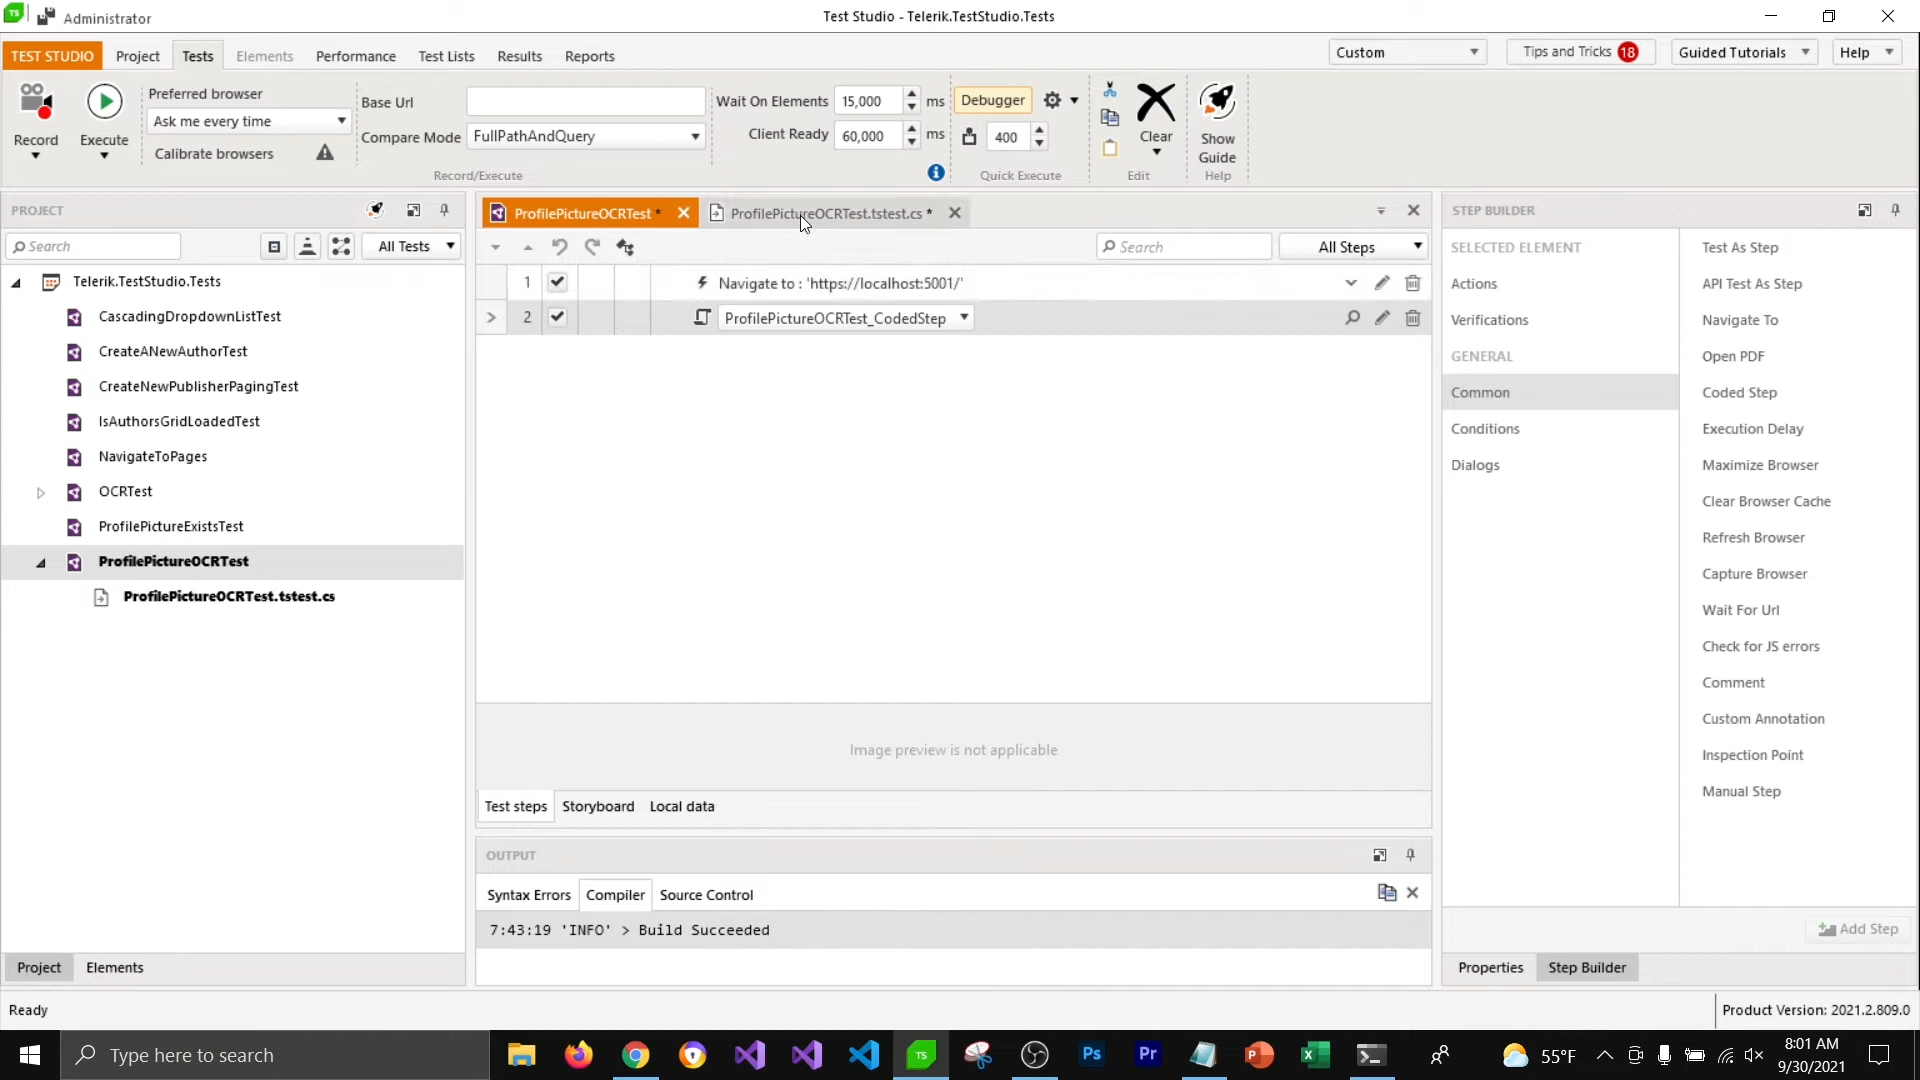 TS
Administrator
Test Studio - Telerik.TestStudio.Tests
TEST STUDIO
Project
Tests
Elements
Performance
Test Lists
Results
Reports
Custom
Tips and Tricks 18
Guided Tutorials
Help
Record
Execute
Preferred browser
Ask me every time
Calibrate browsers
Base Url
Compare Mode FullPathAndQuery
Wait On Elements 15,000 ms
Client Ready 60,000 ms
Record/Execute
Debugger
400
Quick Execute
Clear
Edit
Show
Guide
Help
PROJECT
Search
All Tests
Telerik.TestStudio.Tests
CascadingDropdownListTest
CreateANewAuthorTest
CreateNewPublisherPagingTest
IsAuthorsGridLoadedTest
NavigateToPages
OCRTest
ProfilePictureExistsTest
ProfilePictureOCRTest
ProfilePictureOCRTest.tstest.cs
Project
Elements
ProfilePictureOCRTest *
ProfilePictureOCRTest.tstest.cs *
Search
All Steps
1 Navigate to : 'https://localhost:5001/'
2 ProfilePictureOCRTest_CodedStep
Image preview is not applicable
Test steps
Storyboard
Local data
OUTPUT
Syntax Errors
Compiler
Source Control
7:43:19 'INFO' > Build Succeeded
STEP BUILDER
SELECTED ELEMENT
Actions
Verifications
GENERAL
Common
Conditions
Dialogs
Test As Step
API Test As Step
Navigate To
Open PDF
Coded Step
Execution Delay
Maximize Browser
Clear Browser Cache
Refresh Browser
Capture Browser
Wait For Url
Check for JS errors
Comment
Custom Annotation
Inspection Point
Manual Step
Add Step
Properties
Step Builder
Ready
Product Version: 2021.2.809.0
Type here to search
TS
Ps
Pr
55°F
8:01 AM
9/30/2021